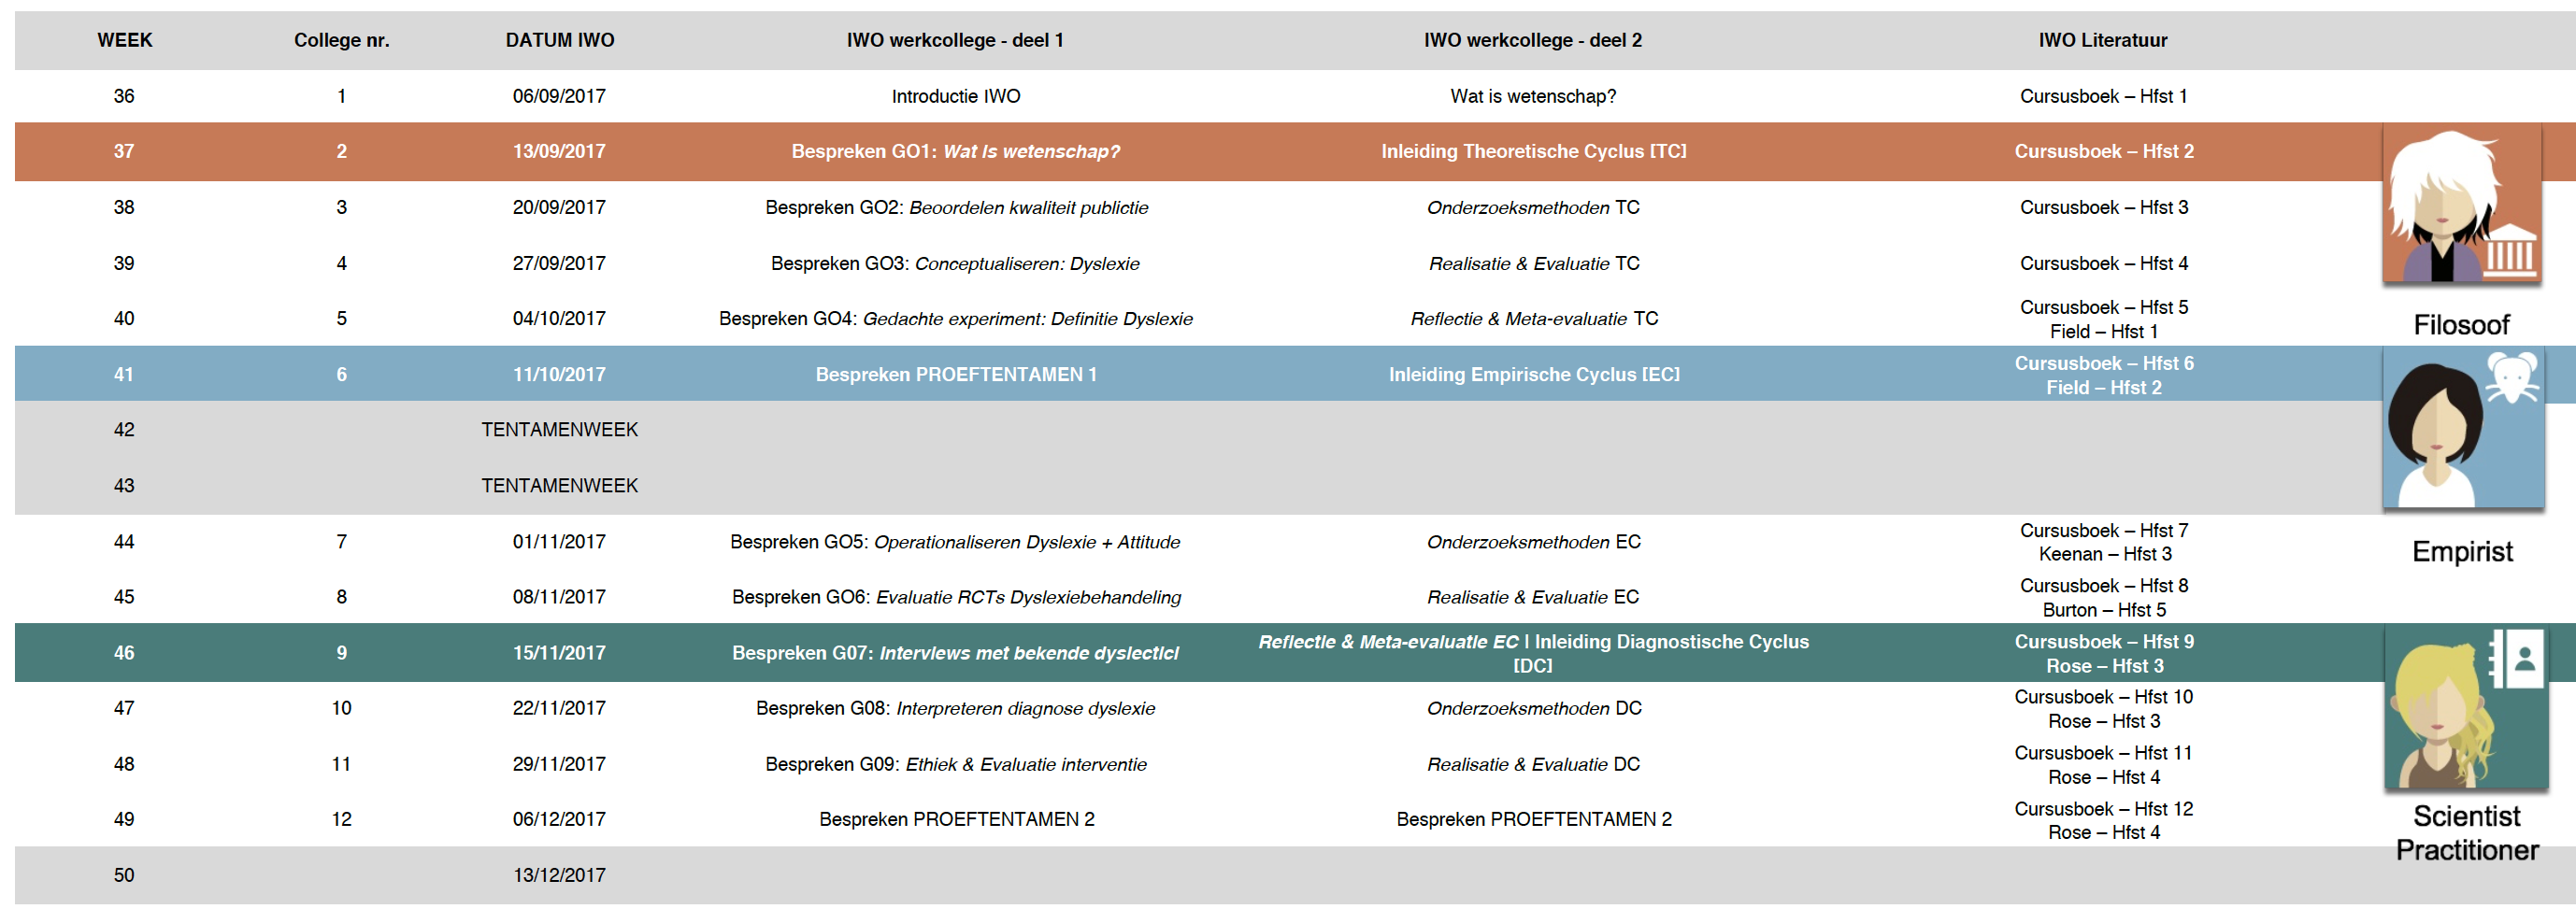 WEEK College nr. DATUM IWO IWO werkcollege - deel 1 IWO werkcollege - deel 2 IWO Literatuur
36 1 06/09/2017 Introductie IWO Wat is wetenschap? Cursusboek – Hfst 1
37 2 13/09/2017 Bespreken GO1: Wat is wetenschap? Inleiding Theoretische Cyclus [TC] Cursusboek – Hfst 2
38 3 20/09/2017 Bespreken GO2: Beoordelen kwaliteit publictie Onderzoeksmethoden TC Cursusboek – Hfst 3
39 4 27/09/2017 Bespreken GO3: Conceptualiseren: Dyslexie Realisatie & Evaluatie TC Cursusboek – Hfst 4
40 5 04/10/2017 Bespreken GO4: Gedachte experiment: Definitie Dyslexie Reflectie & Meta-evaluatie TC Cursusboek – Hfst 5
Field – Hfst 1
Filosoof
41 6 11/10/2017 Bespreken PROEFTENTAMEN 1 Inleiding Empirische Cyclus [EC] Cursusboek – Hfst 6
Field – Hfst 2
42 TENTAMENWEEK
43 TENTAMENWEEK
44 7 01/11/2017 Bespreken GO5: Operationaliseren Dyslexie + Attitude Onderzoeksmethoden EC Cursusboek – Hfst 7
Keenan – Hfst 3
Empirist
45 8 08/11/2017 Bespreken GO6: Evaluatie RCTs Dyslexiebehandeling Realisatie & Evaluatie EC Cursusboek – Hfst 8
Burton – Hfst 5
46 9 15/11/2017 Bespreken G07: Interviews met bekende dyslectici Reflectie & Meta-evaluatie EC | Inleiding Diagnostische Cyclus Cursusboek – Hfst 9
[DC] Rose – Hfst 3
47 10 22/11/2017 Bespreken G08: Interpreteren diagnose dyslexie Onderzoeksmethoden DC Cursusboek – Hfst 10
Rose – Hfst 3
48 11 29/11/2017 Bespreken G09: Ethiek & Evaluatie interventie Realisatie & Evaluatie DC Cursusboek – Hfst 11
Rose – Hfst 4
49 12 06/12/2017 Bespreken PROEFTENTAMEN 2 Bespreken PROEFTENTAMEN 2 Cursusboek – Hfst 12
Rose – Hfst 4
Scientist
Practitioner
50 13/12/2017